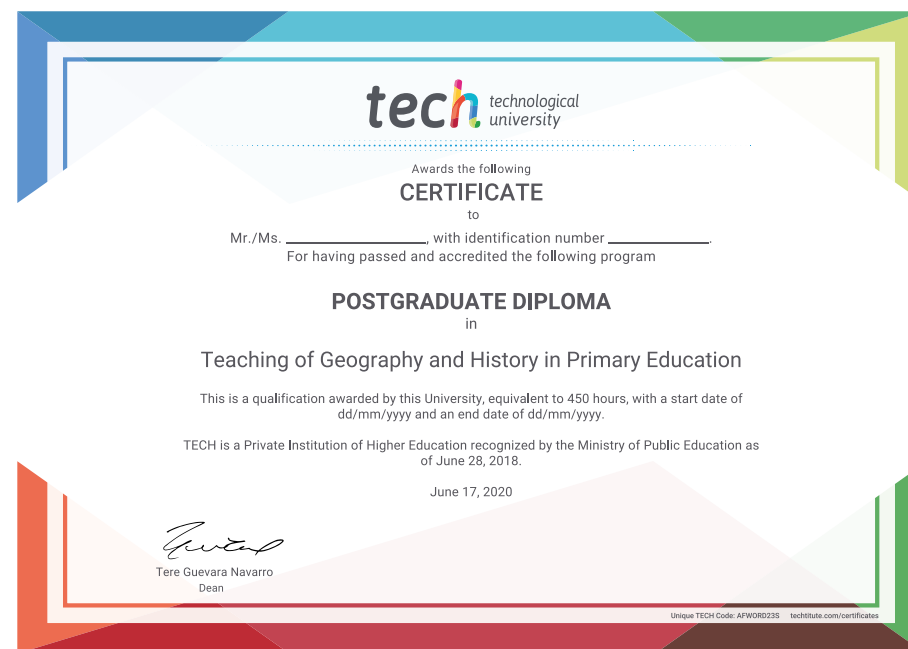 tech technological
university
Awards the following
CERTIFICATE
to
Mr./Ms. ____________, with identification number ____________.
For having passed and accredited the following program
POSTGRADUATE DIPLOMA
in
Teaching of Geography and History in Primary Education
This is a qualification awarded by this University, equivalent to 450 hours, with a start date of
dd/mm/yyyy and an end date of dd/mm/yyyy.
TECH is a Private Institution of Higher Education recognized by the Ministry of Public Education as
of June 28, 2018.
June 17, 2020
Tere Guevara Navarro
Dean
Unique TECH Code: AFWORD23S techtitute.com/certificates